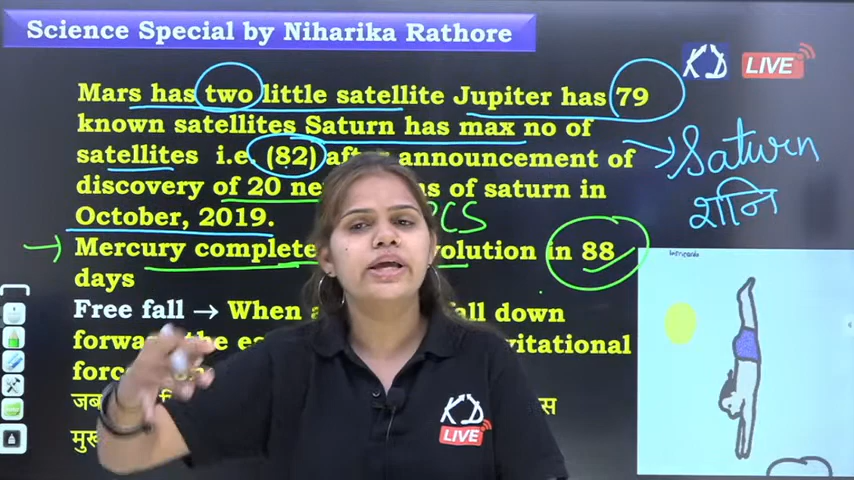 Science Special by Niharika Rathore
KD LIVE
Mars has two little satellite Jupiter has 79
known satellites Saturn has max no of
satellites i.e. (82) after announcement of
discovery of 20 ne ns of saturn in
October, 2019.
Saturn
शनि
PCS
Mercury complete volution in 88
days
Free fall → When a fall down
forwa the ea vitational
forc
जब स
मुख
KD
LIVE